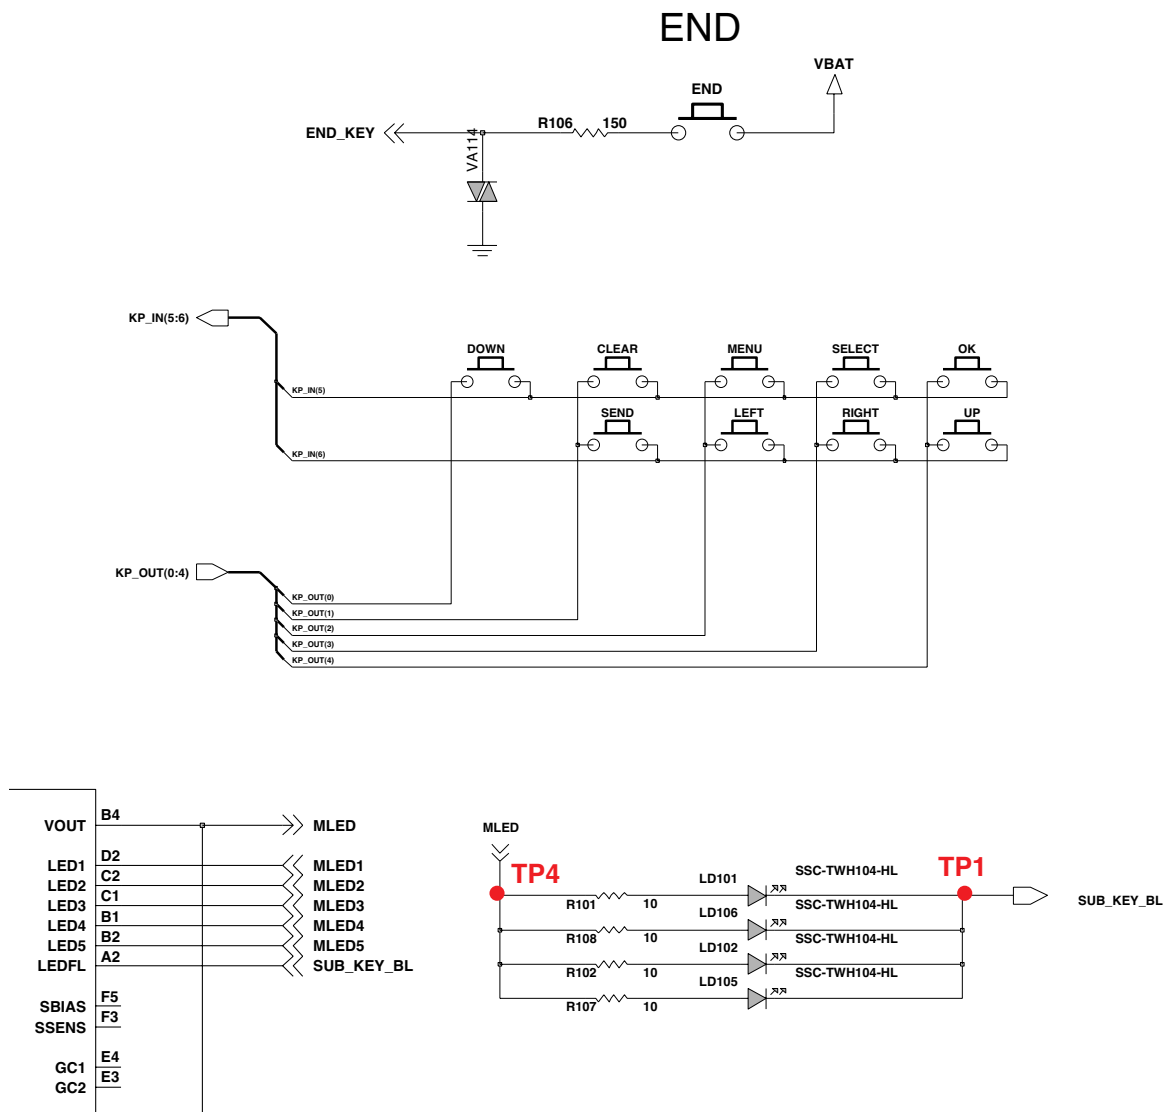 END
VBAT
END
END_KEY
R106 150
VA114
KP_IN(5:6)
DOWN CLEAR MENU SELECT OK
KP_IN(5)
SEND LEFT RIGHT UP
KP_IN(6)
KP_OUT(0:4)
KP_OUT(0)
KP_OUT(1)
KP_OUT(2)
KP_OUT(3)
KP_OUT(4)
VOUT B4 MLED
LED1 D2 MLED1
LED2 C2 MLED2
LED3 C1 MLED3
LED4 B1 MLED4
LED5 B2 MLED5
LEDFL A2 SUB_KEY_BL
SBIAS F5
SSENS F3
GC1 E4
GC2 E3
MLED
TP4
TP1
LD101 SSC-TWH104-HL
R101 10
SUB_KEY_BL
LD106 SSC-TWH104-HL
R108 10
LD102 SSC-TWH104-HL
R102 10
LD105 SSC-TWH104-HL
R107 10